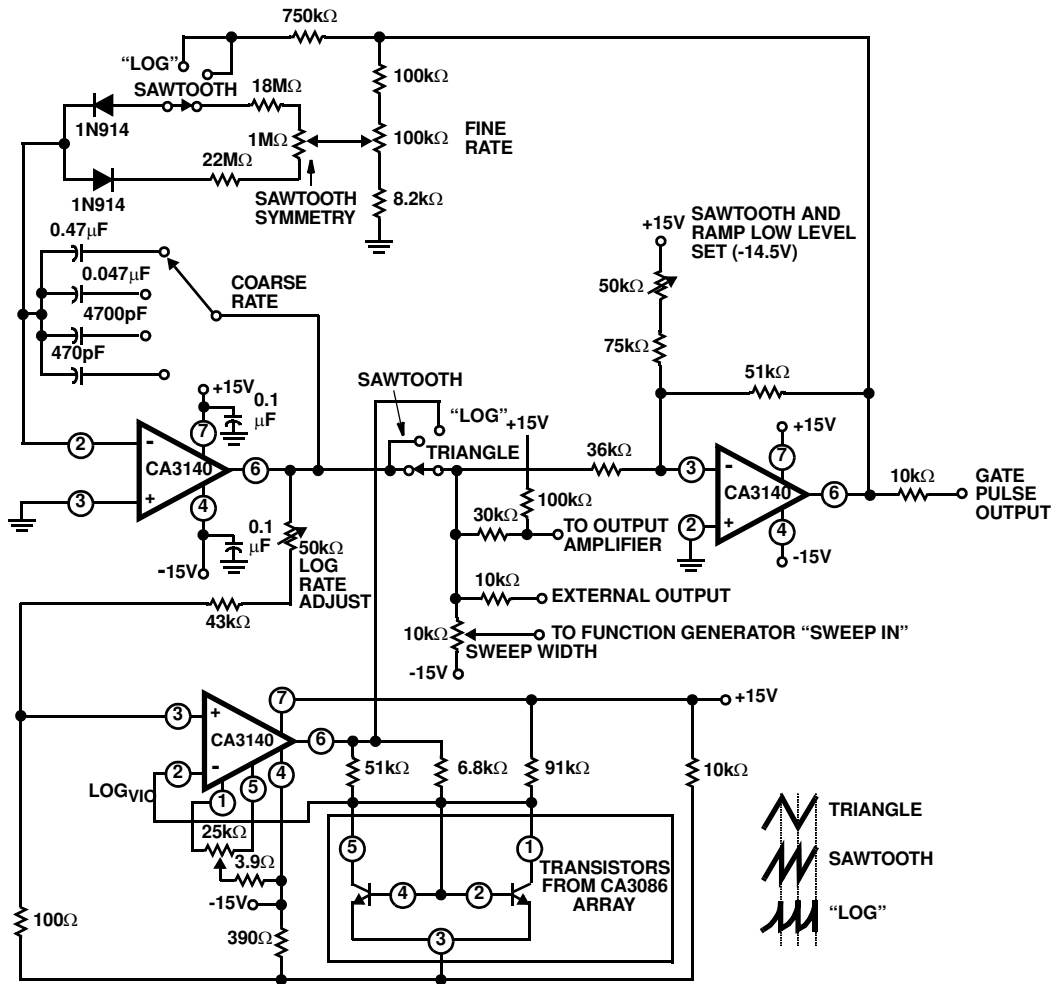 750kΩ
“LOG”
SAWTOOTH
18MΩ
100kΩ
1N914
1MΩ
100kΩ
FINE
RATE
22MΩ
1N914
SAWTOOTH
SYMMETRY
8.2kΩ
0.47μF
0.047μF
4700pF
470pF
COARSE
RATE
+15V
SAWTOOTH AND
RAMP LOW LEVEL
SET (-14.5V)
50kΩ
75kΩ
51kΩ
+15V
0.1
μF
7
2
-
CA3140
6
3
+
4
0.1
μF
-15V
SAWTOOTH
“LOG”
+15V
TRIANGLE
36kΩ
100kΩ
30kΩ
TO OUTPUT
AMPLIFIER
3
-
CA3140
+15V
7
6
2
+
4
-15V
10kΩ
GATE
PULSE
OUTPUT
50kΩ
LOG
RATE
ADJUST
43kΩ
10kΩ
EXTERNAL OUTPUT
10kΩ
TO FUNCTION GENERATOR “SWEEP IN”
SWEEP WIDTH
-15V
3
+
CA3140
7
+15V
6
2
-
4
5
1
LOGVIO
51kΩ
6.8kΩ
91kΩ
10kΩ
25kΩ
3.9Ω
-15V
100Ω
390Ω
5
1
4
2
3
TRANSISTORS
FROM CA3086
ARRAY
TRIANGLE
SAWTOOTH
“LOG”